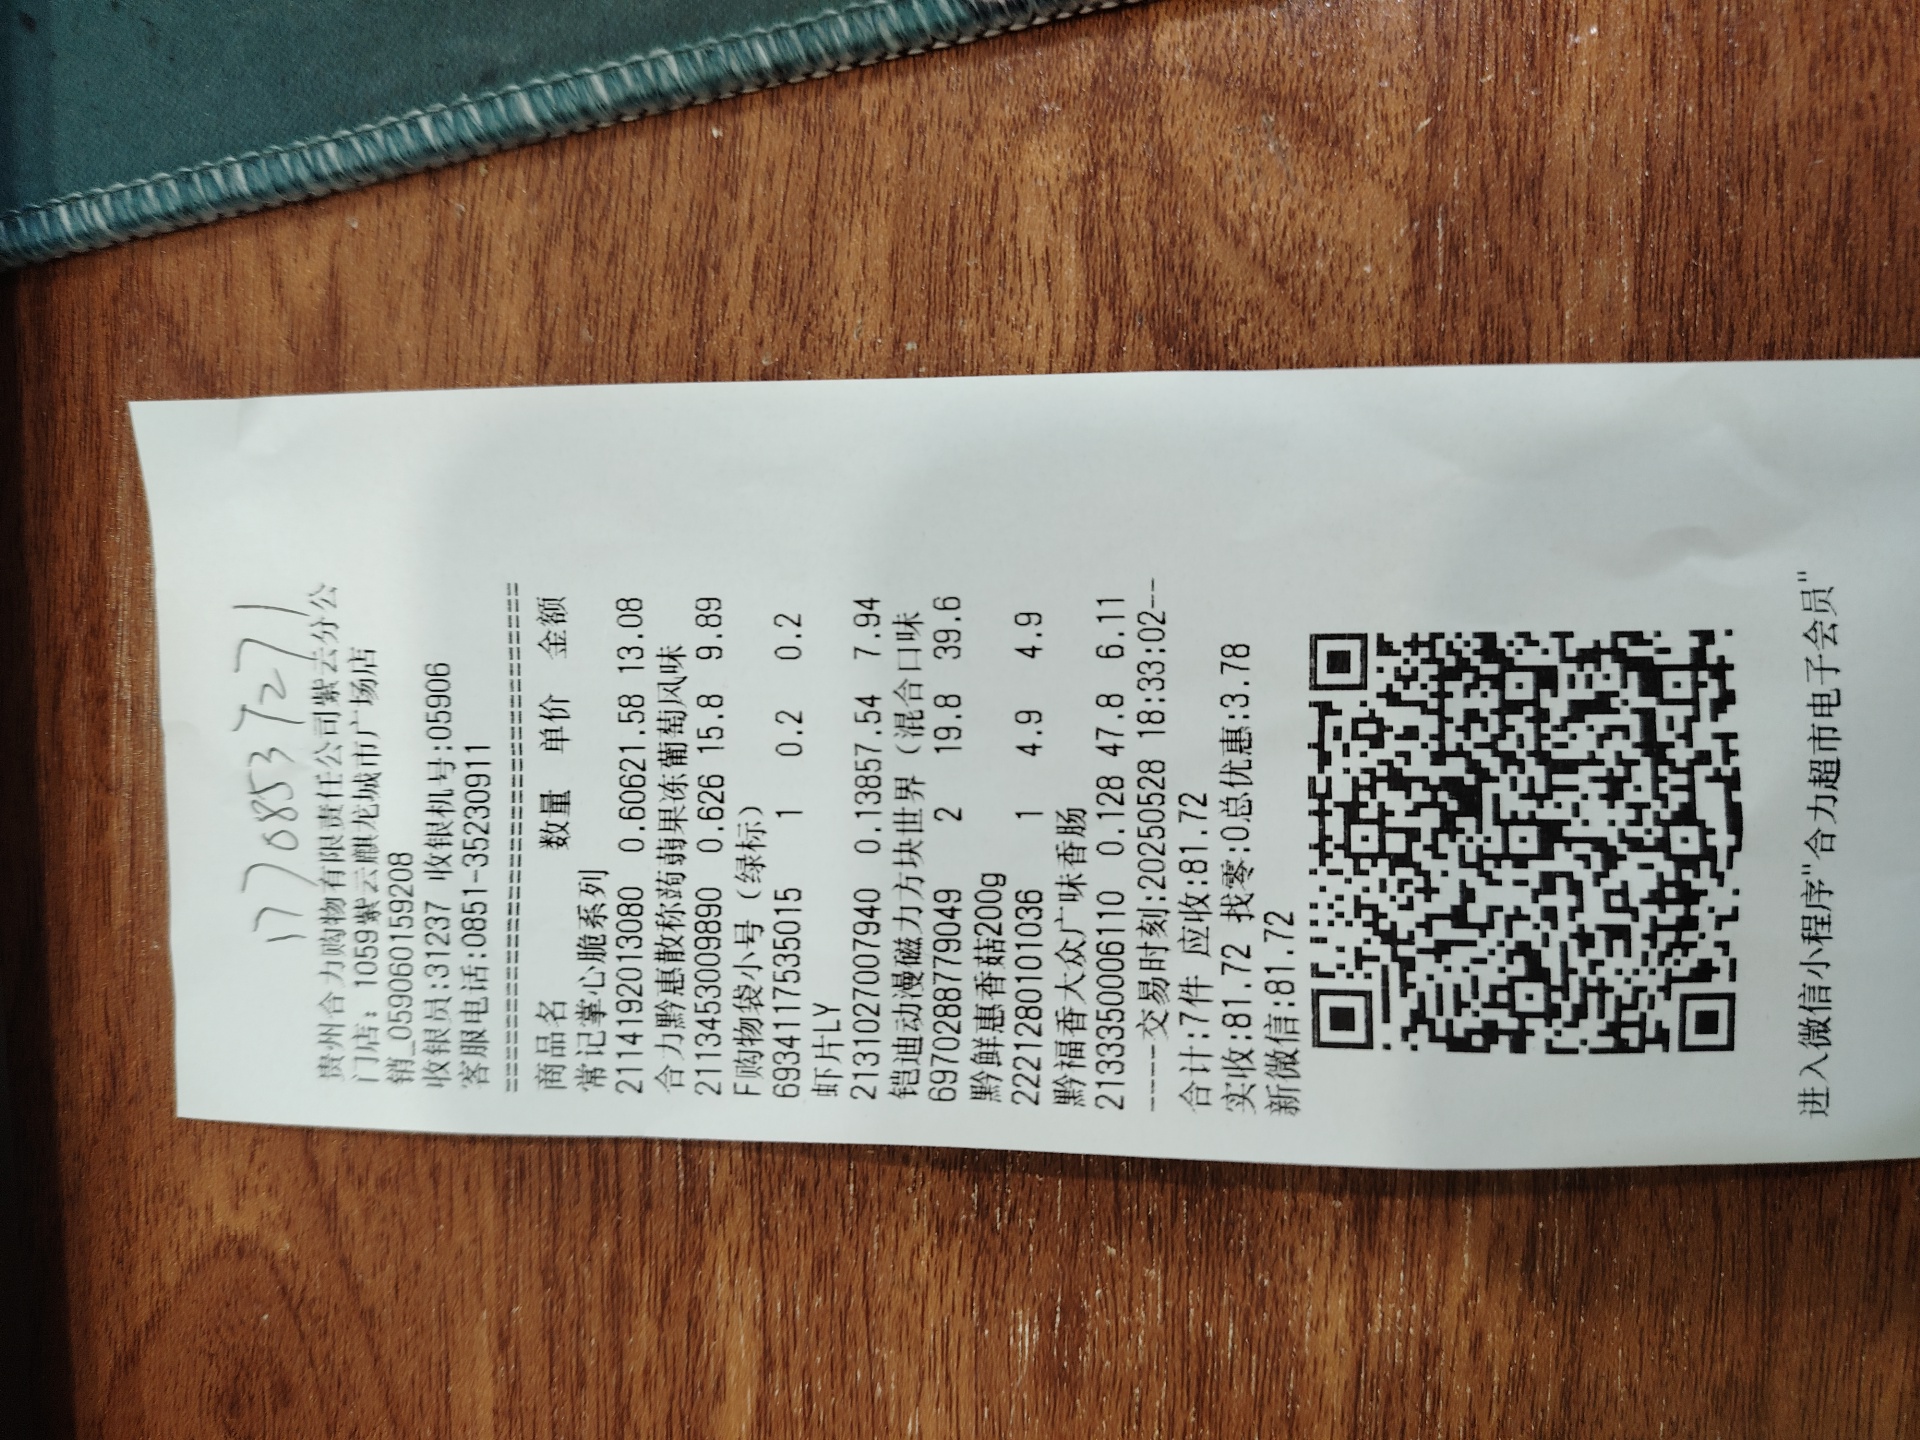 17708537271
贵州合力购物有限责任公司紫云分公
门店: 1059紫云麒龙城市广场店
销_05906015920​8
收银员:31237 收银机号:05906
客服电话:0851-35230911
==================================
商品名 数量 单价 金额
常记掌心脆系列
2114192013080 0.60621.58 13.08
合力黔惠散称蒟蒻果冻葡萄风味
2113453009890 0.626 15.8 9.89
F购物袋小号（绿标）
6934117535015 1 0.2 0.2
虾片LY
2131027007940 0.13857.54 7.94
铠迪动漫磁力方块世界（混合口味
6970288779049 2 19.8 39.6
黔鲜惠香菇200g
2221280101036 1 4.9 4.9
黔福香大众广味香肠
2133350006110 0.128 47.8 6.11
----交易时刻:20250528 18:33:02--
合计:7件 应收:81.72
实收:81.72 找零:0总优惠:3.78
新微信:81.72
进入微信小程序"合力超市电子会员"